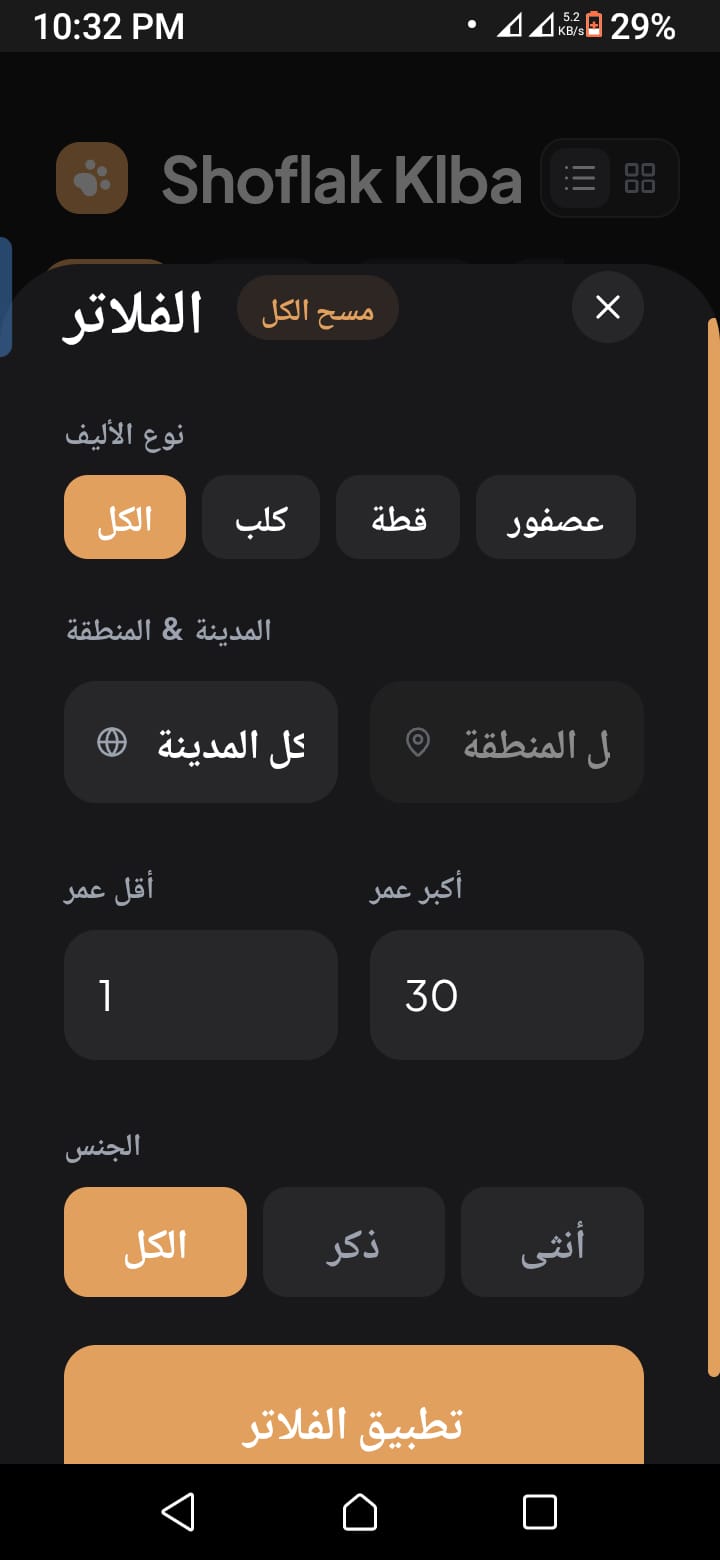 10:32 PM
5.2 KB/s 29%
Shoflak Klba
الفلاتر
مسح الكل
نوع الأليف
الكل
كلب
قطة
عصفور
المدينة & المنطقة
كل المدينة
ل المنطقة
أقل عمر
أكبر عمر
1
30
الجنس
الكل
ذكر
أنثى
تطبيق الفلاتر